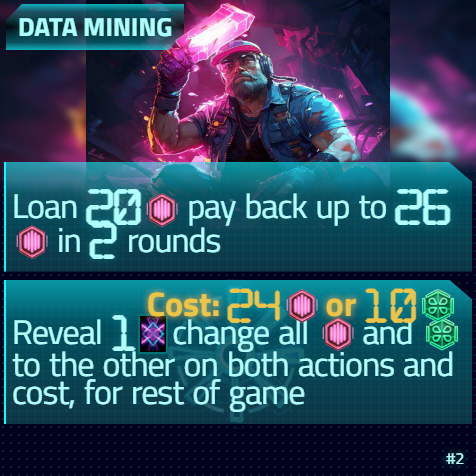 DATA MINING
Loan 20 pay back up to 26
in 2 rounds
Cost: 24 or 10
Reveal 1 change all and
to the other on both actions and
cost, for rest of game
#2